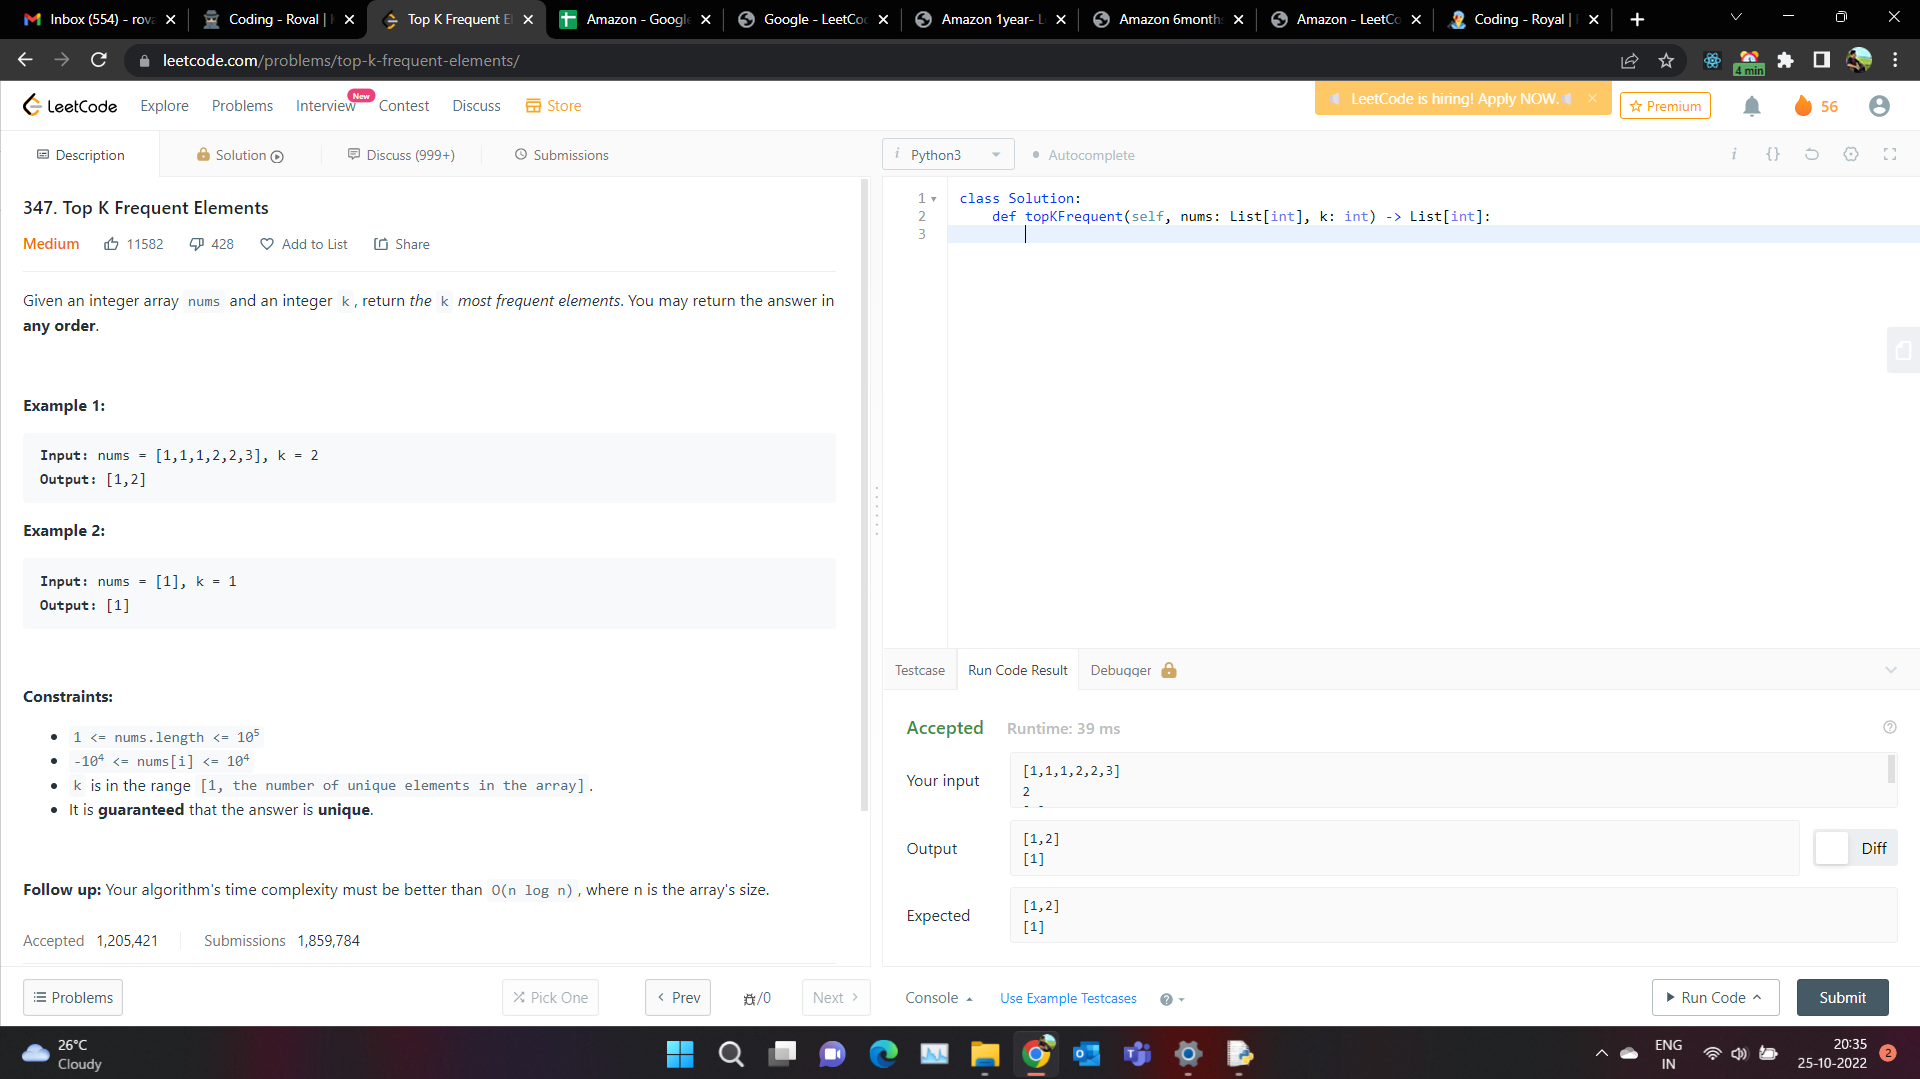 Inbox (554) - rova
Coding - Roval |
Top K Frequent El
Amazon - Google
Google - LeetCod
Amazon 1year- L
Amazon 6months
Amazon - LeetCo
Coding - Royal |
leetcode.com/problems/top-k-frequent-elements/
4 min
LeetCode
Explore
Problems
Interview
New
Contest
Discuss
Store
LeetCode is hiring! Apply NOW.
Premium
56
Description
Solution
Discuss (999+)
Submissions
i Python3
Autocomplete
i {}
347. Top K Frequent Elements
Medium 11582 428 Add to List Share
Given an integer array nums and an integer k, return the k most frequent elements. You may return the answer in
any order.
Example 1:
Input: nums = [1,1,1,2,2,3], k = 2
Output: [1,2]
Example 2:
Input: nums = [1], k = 1
Output: [1]
Constraints:
• 1 <= nums.length <= 10⁵
• -10⁴ <= nums[i] <= 10⁴
• k is in the range [1, the number of unique elements in the array].
• It is guaranteed that the answer is unique.
Follow up: Your algorithm's time complexity must be better than O(n log n), where n is the array's size.
Accepted 1,205,421 Submissions 1,859,784
Problems
Pick One
Prev
/0
Next
1 class Solution:
2 def topKFrequent(self, nums: List[int], k: int) -> List[int]:
3
Testcase
Run Code Result
Debugger
Accepted Runtime: 39 ms
Your input
[1,1,1,2,2,3]
2
Output
[1,2]
[1]
Diff
Expected
[1,2]
[1]
Console
Use Example Testcases
Run Code
Submit
26°C
Cloudy
ENG
IN
20:35
25-10-2022
2